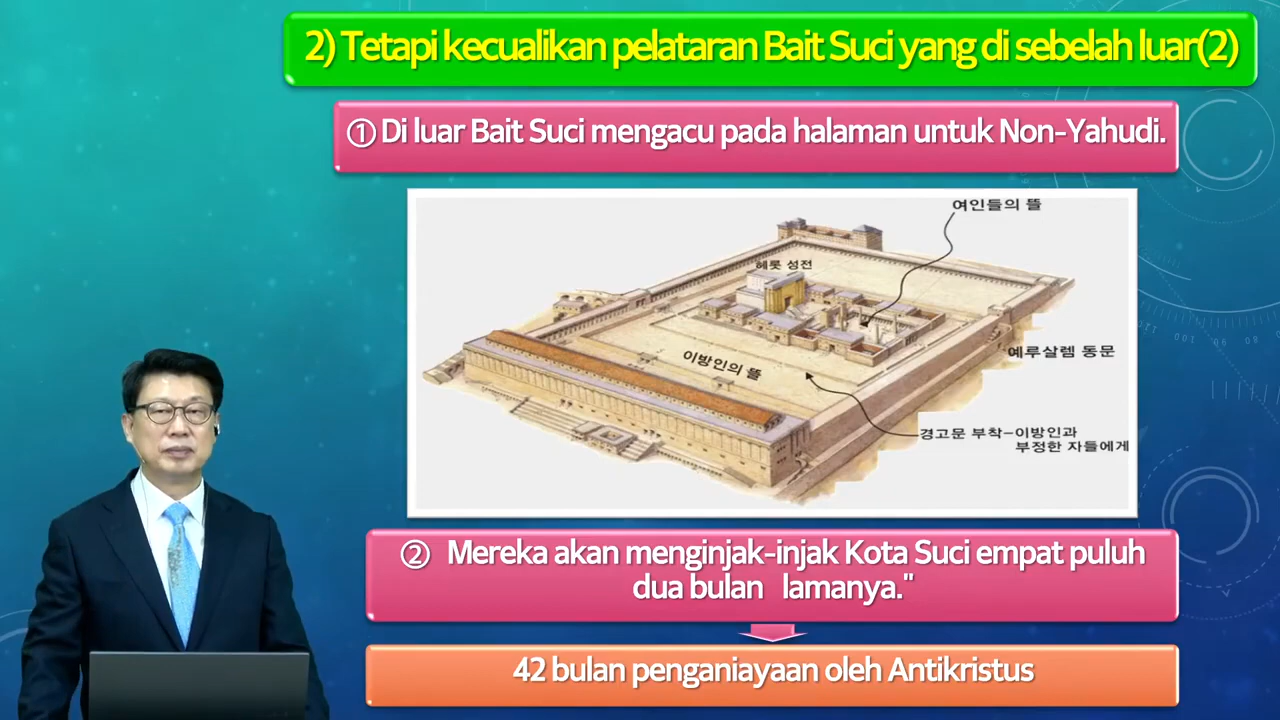 2) Tetapi kecualikan pelataran Bait Suci yang di sebelah luar(2)
① Di luar Bait Suci mengacu pada halaman untuk Non-Yahudi.
여인들의 뜰
헤롯 성전
이방인의 뜰
예루살렘 동문
경고문 부착-이방인과
부정한 자들에게
② Mereka akan menginjak-injak Kota Suci empat puluh
dua bulan lamanya."
42 bulan penganiayaan oleh Antikristus